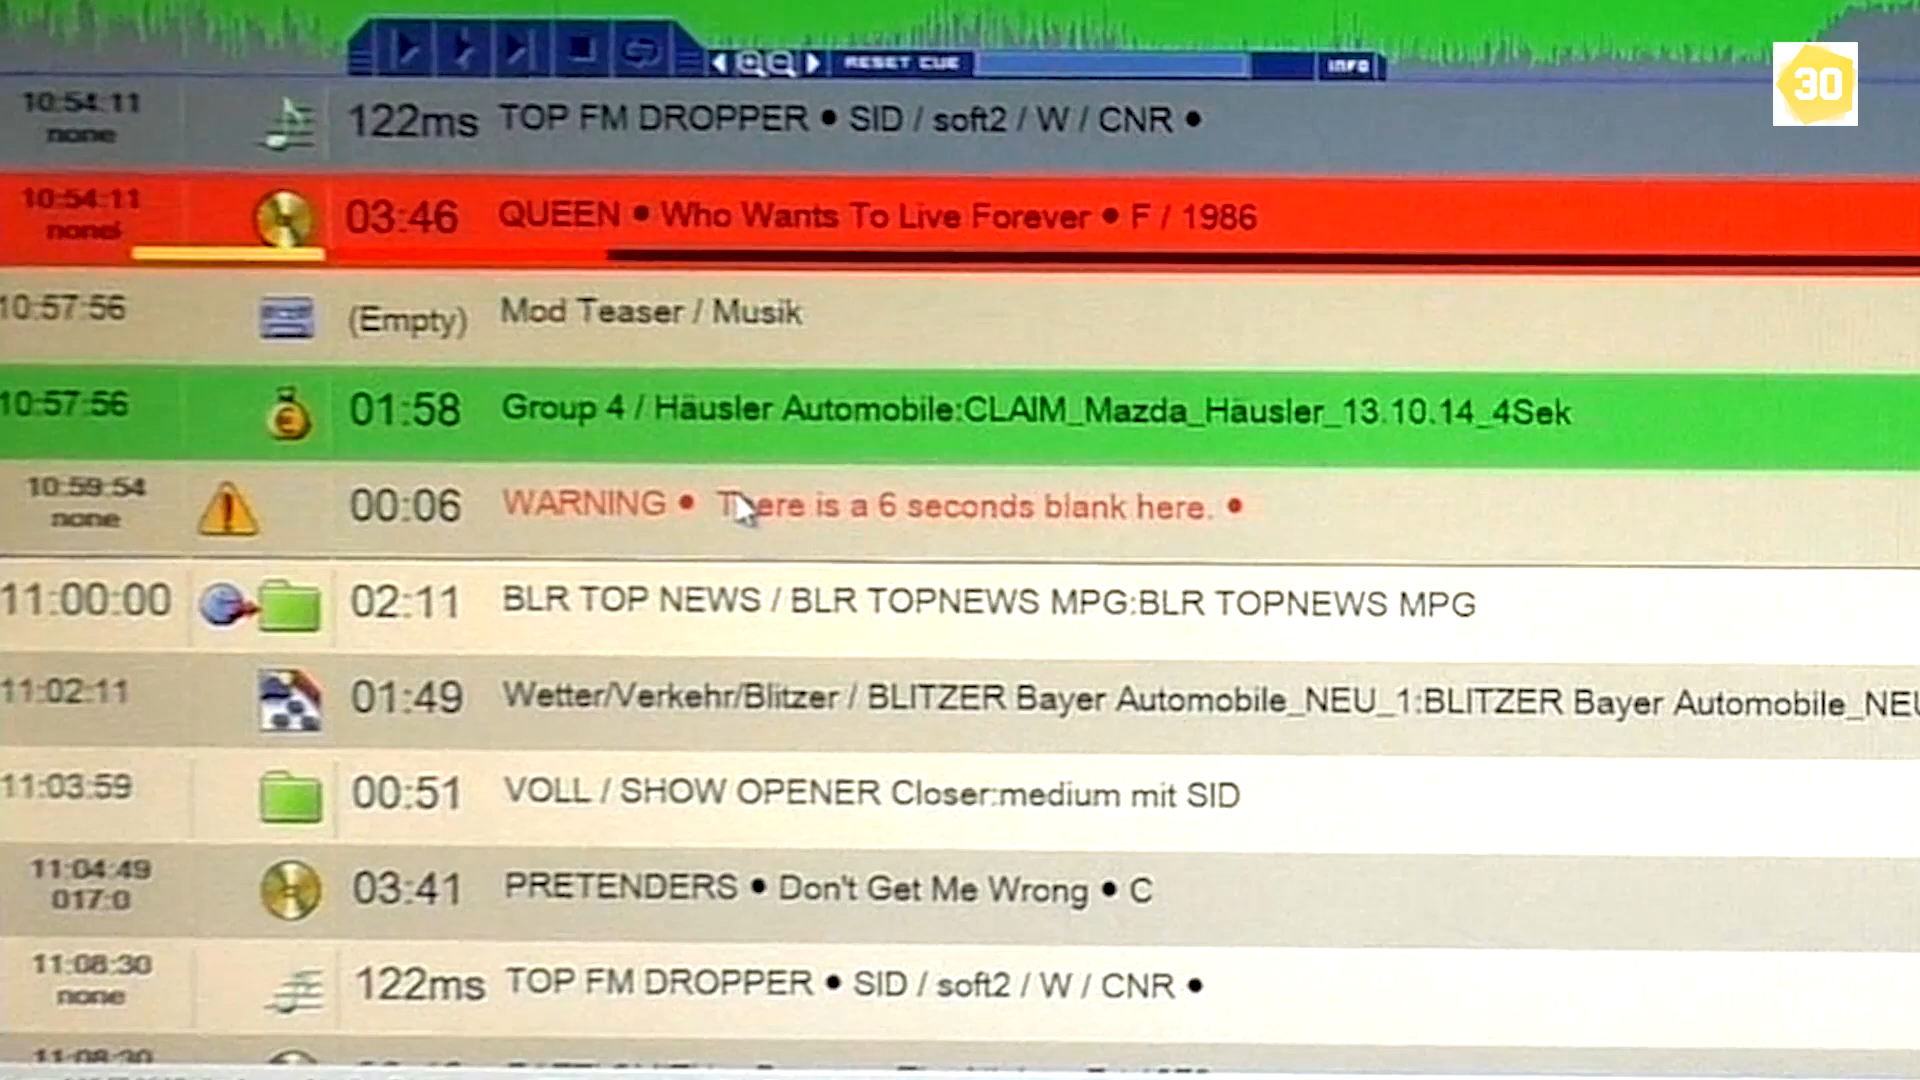 RESET CUE
INFO
30
10:54:11
none
122ms TOP FM DROPPER • SID / soft2 / W / CNR •
10:54:11
none
03:46 QUEEN • Who Wants To Live Forever • F / 1986
10:57:56 (Empty) Mod Teaser / Musik
10:57:56 01:58 Group 4 / Häusler Automobile:CLAIM_Mazda_Häusler_13.10.14_4Sek
10:59:54
none
00:06 WARNING • There is a 6 seconds blank here. •
11:00:00 02:11 BLR TOP NEWS / BLR TOPNEWS MPG:BLR TOPNEWS MPG
11:02:11 01:49 Wetter/Verkehr/Blitzer / BLITZER Bayer Automobile_NEU_1:BLITZER Bayer Automobile_NEU
11:03:59 00:51 VOLL / SHOW OPENER Closer:medium mit SID
11:04:49
017:0
03:41 PRETENDERS • Don't Get Me Wrong • C
11:08:30
none
122ms TOP FM DROPPER • SID / soft2 / W / CNR •
11:08:30